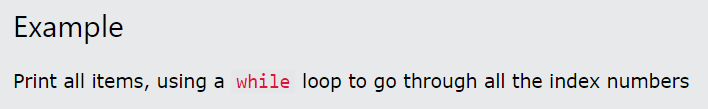 Example
Print all items, using a while loop to go through all the index numbers